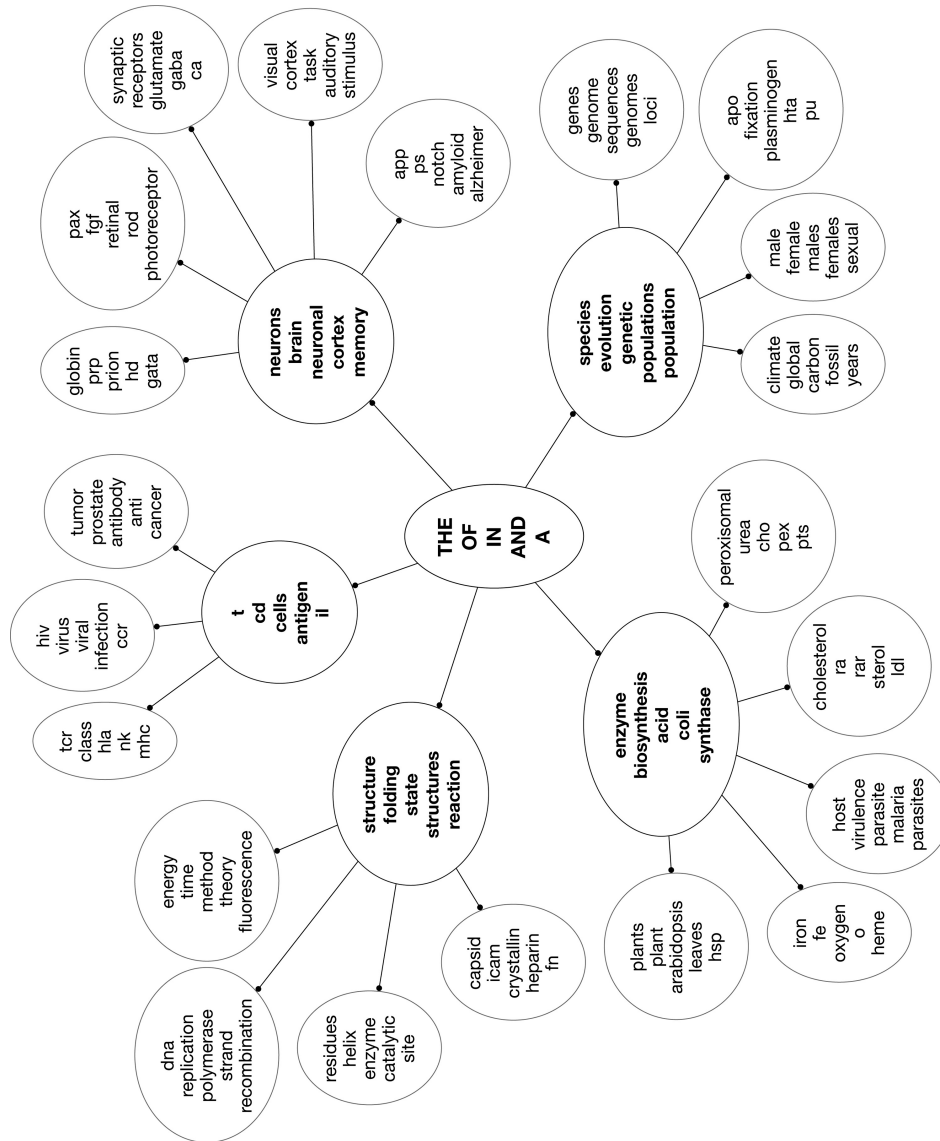 THE
OF
IN
AND
A
neurons
brain
neuronal
cortex
memory
globin
prp
prion
hd
gata
pax
fgf
retinal
rod
photoreceptor
synaptic
receptors
glutamate
gaba
ca
visual
cortex
task
auditory
stimulus
app
ps
notch
amyloid
alzheimer
species
evolution
genetic
populations
population
genes
genome
sequences
genomes
loci
apo
fixation
plasminogen
hta
pu
male
female
males
females
sexual
climate
global
carbon
fossil
years
t
cd
cells
antigen
il
tumor
prostate
antibody
anti
cancer
hiv
virus
viral
infection
ccr
tcr
class
hla
nk
mhc
structure
folding
state
structures
reaction
energy
time
method
theory
fluorescence
dna
replication
polymerase
strand
recombination
residues
helix
enzyme
catalytic
site
capsid
icam
crystallin
heparin
fn
enzyme
biosynthesis
acid
coli
synthase
peroxisomal
urea
cho
pex
pts
cholesterol
ra
rar
sterol
ldl
host
virulence
parasite
malaria
parasites
iron
fe
oxygen
o
heme
plants
plant
arabidopsis
leaves
hsp